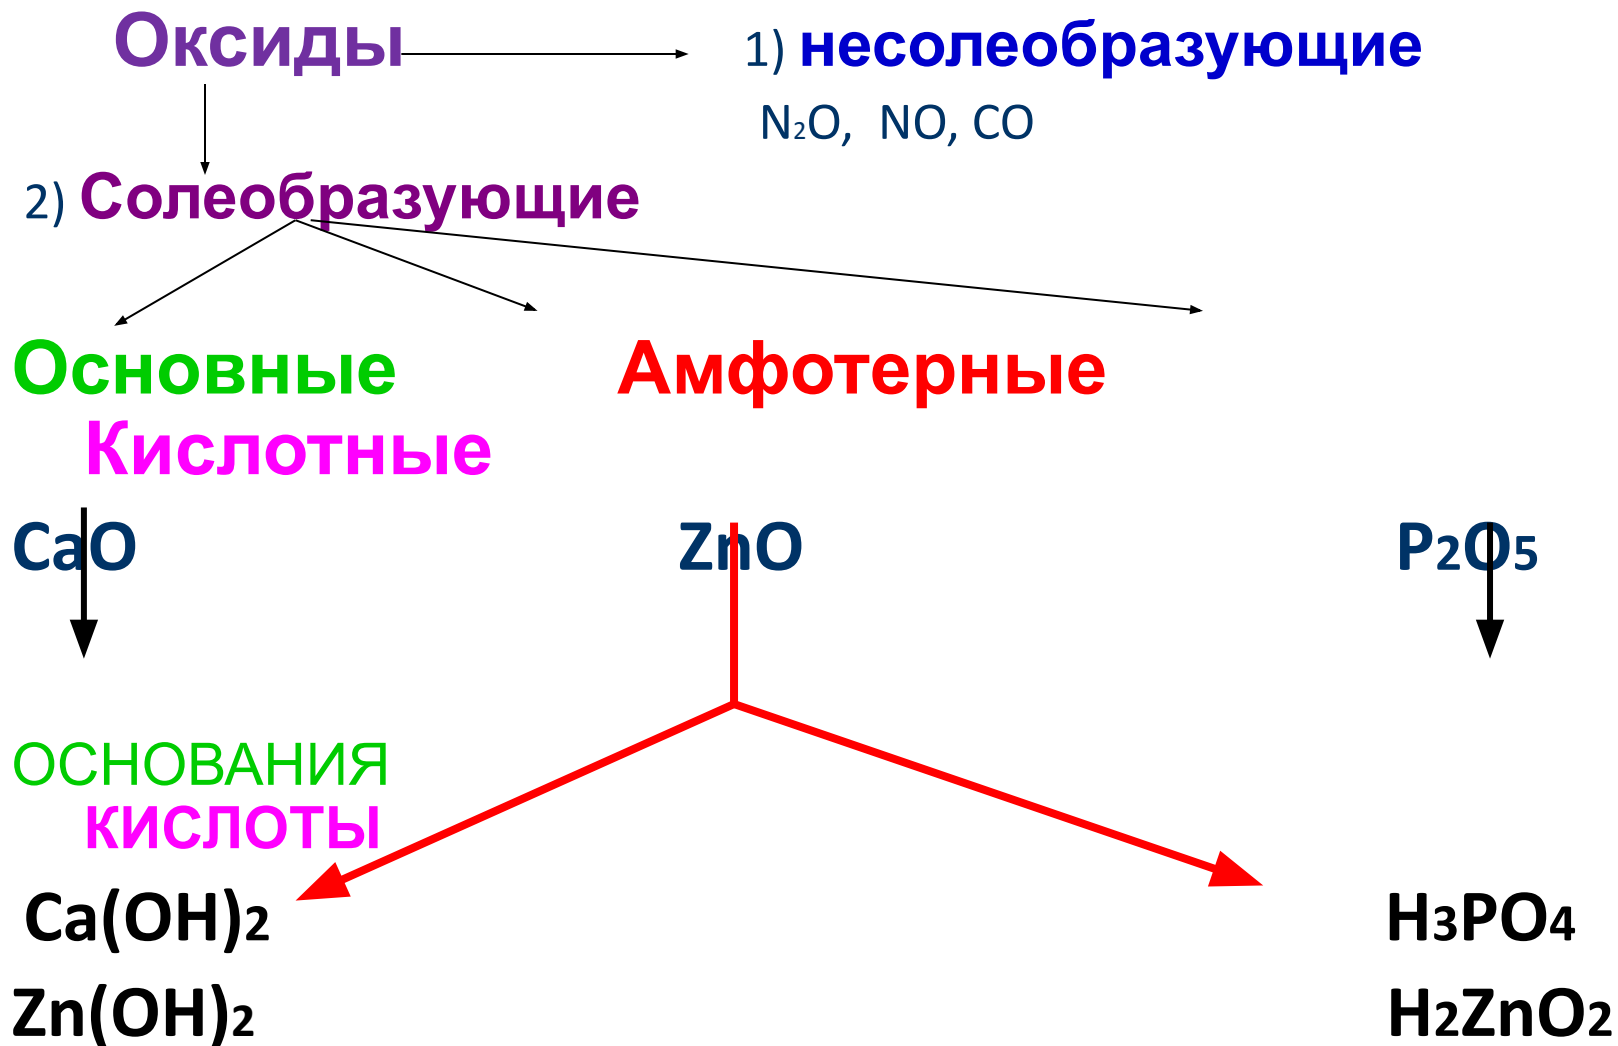 Оксиды 1) несолеобразующие
N₂O, NO, CO
2) Солеобразующие
Основные Амфотерные
Кислотные
CaO ZnO P₂O₅
ОСНОВАНИЯ
КИСЛОТЫ
Ca(OH)₂ H₃PO₄
Zn(OH)₂ H₂ZnO₂